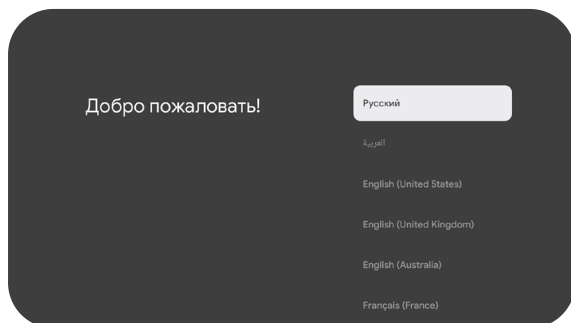 Добро пожаловать!
Русский
العربية
English (United States)
English (United Kingdom)
English (Australia)
Français (France)